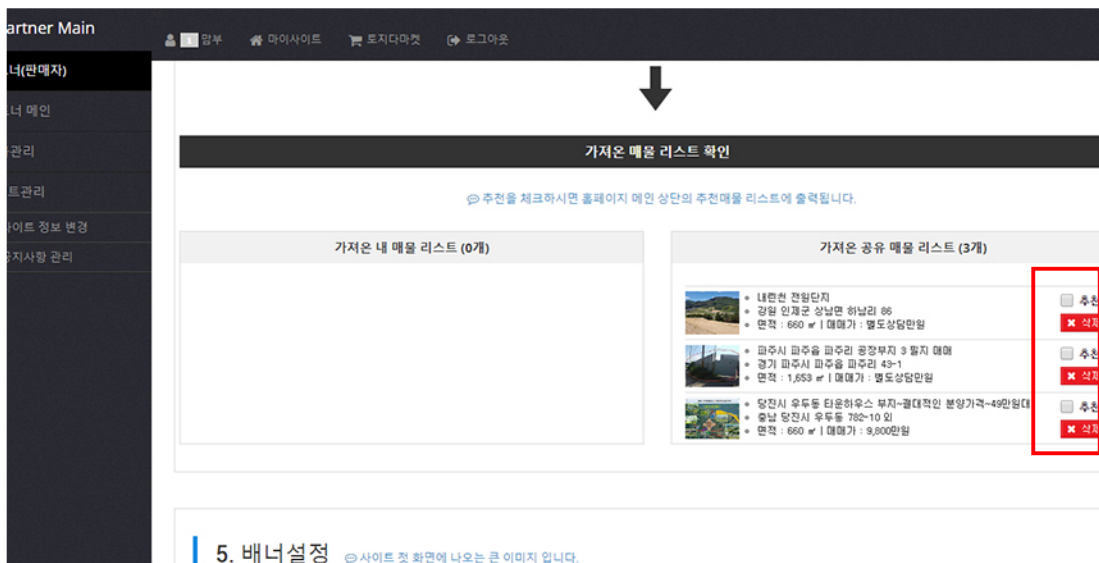 artner Main
1 맘부 마이사이트 토지다마켓 로그아웃
너(판매자)
너 메인
관리
트관리
이트 정보 변경
공지사항 관리
가져온 매물 리스트 확인
추천을 체크하시면 홈페이지 메인 상단의 추천매물 리스트에 출력됩니다.
가져온 내 매물 리스트 (0개)
가져온 공유 매물 리스트 (3개)
내린천 전원단지
강원 인제군 상남면 하남리 86
면적 : 660 ㎡ | 매매가 : 별도상담만원
추천
삭제
파주시 파주읍 파주리 공장부지 3 필지 매매
경기 파주시 파주읍 파주리 43-1
면적 : 1,653 ㎡ | 매매가 : 별도상담만원
추천
삭제
당진시 우두동 타운하우스 부지~절대적인 분양가격~49만원대
충남 당진시 우두동 782-10 외
면적 : 660 ㎡ | 매매가 : 9,800만원
추천
삭제
5. 배너설정 사이트 첫 화면에 나오는 큰 이미지 입니다.